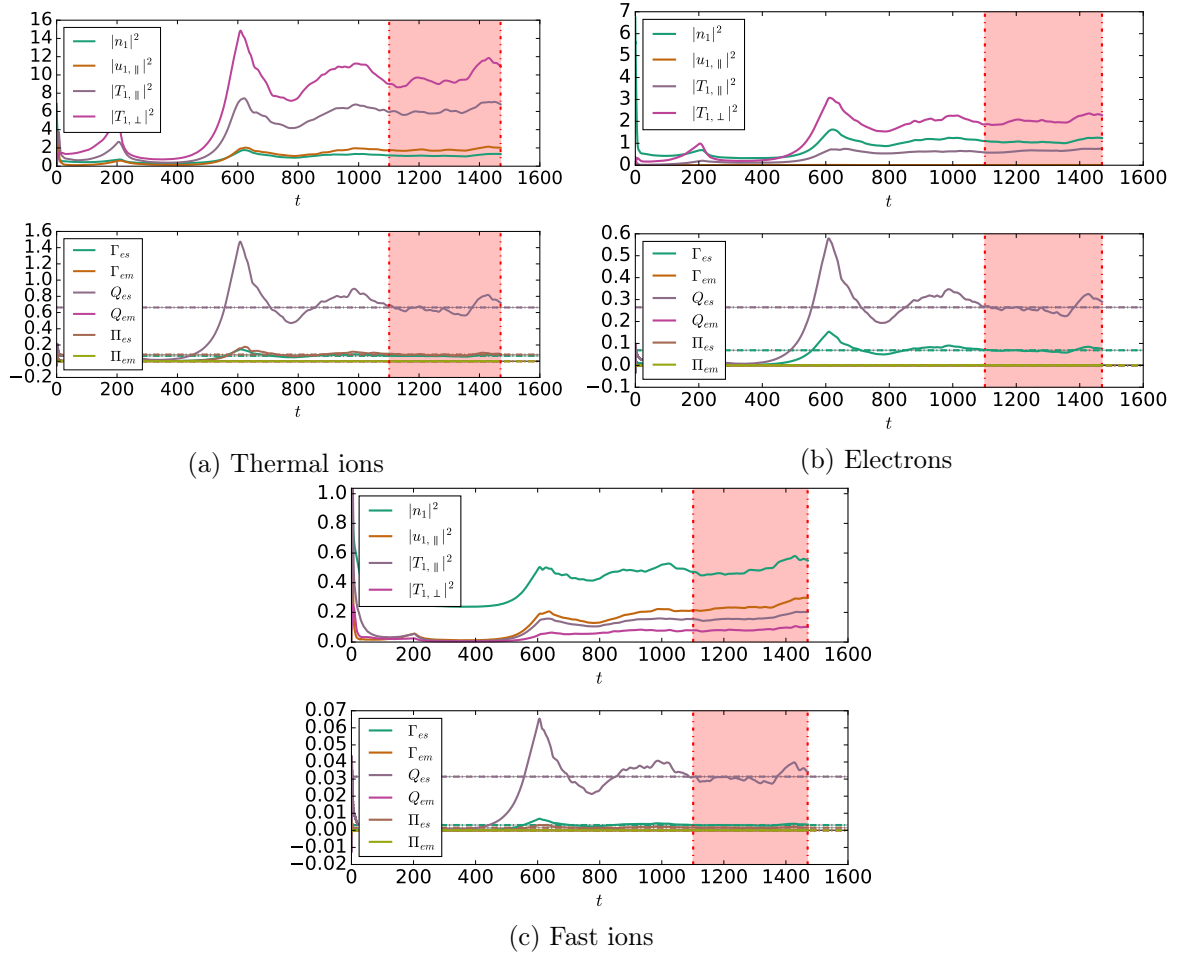 16
14
12
10
8
6
4
2
0
|n₁|²
|u₁,∥|²
|T₁,∥|²
|T₁,⊥|²
0 200 400 600 800 1000 1200 1400 1600
t
1.6
1.4
1.2
1.0
0.8
0.6
0.4
0.2
0.0
−0.2
Γes
Γem
Qes
Qem
Πes
Πem
0 200 400 600 800 1000 1200 1400 1600
t
(a) Thermal ions
7
6
5
4
3
2
1
0
|n₁|²
|u₁,∥|²
|T₁,∥|²
|T₁,⊥|²
0 200 400 600 800 1000 1200 1400 1600
t
0.6
0.5
0.4
0.3
0.2
0.1
0.0
−0.1
Γes
Γem
Qes
Qem
Πes
Πem
0 200 400 600 800 1000 1200 1400 1600
t
(b) Electrons
1.0
0.8
0.6
0.4
0.2
0.0
|n₁|²
|u₁,∥|²
|T₁,∥|²
|T₁,⊥|²
0 200 400 600 800 1000 1200 1400 1600
t
0.07
0.06
0.05
0.04
0.03
0.02
0.01
0.00
−0.01
−0.02
Γes
Γem
Qes
Qem
Πes
Πem
0 200 400 600 800 1000 1200 1400 1600
t
(c) Fast ions